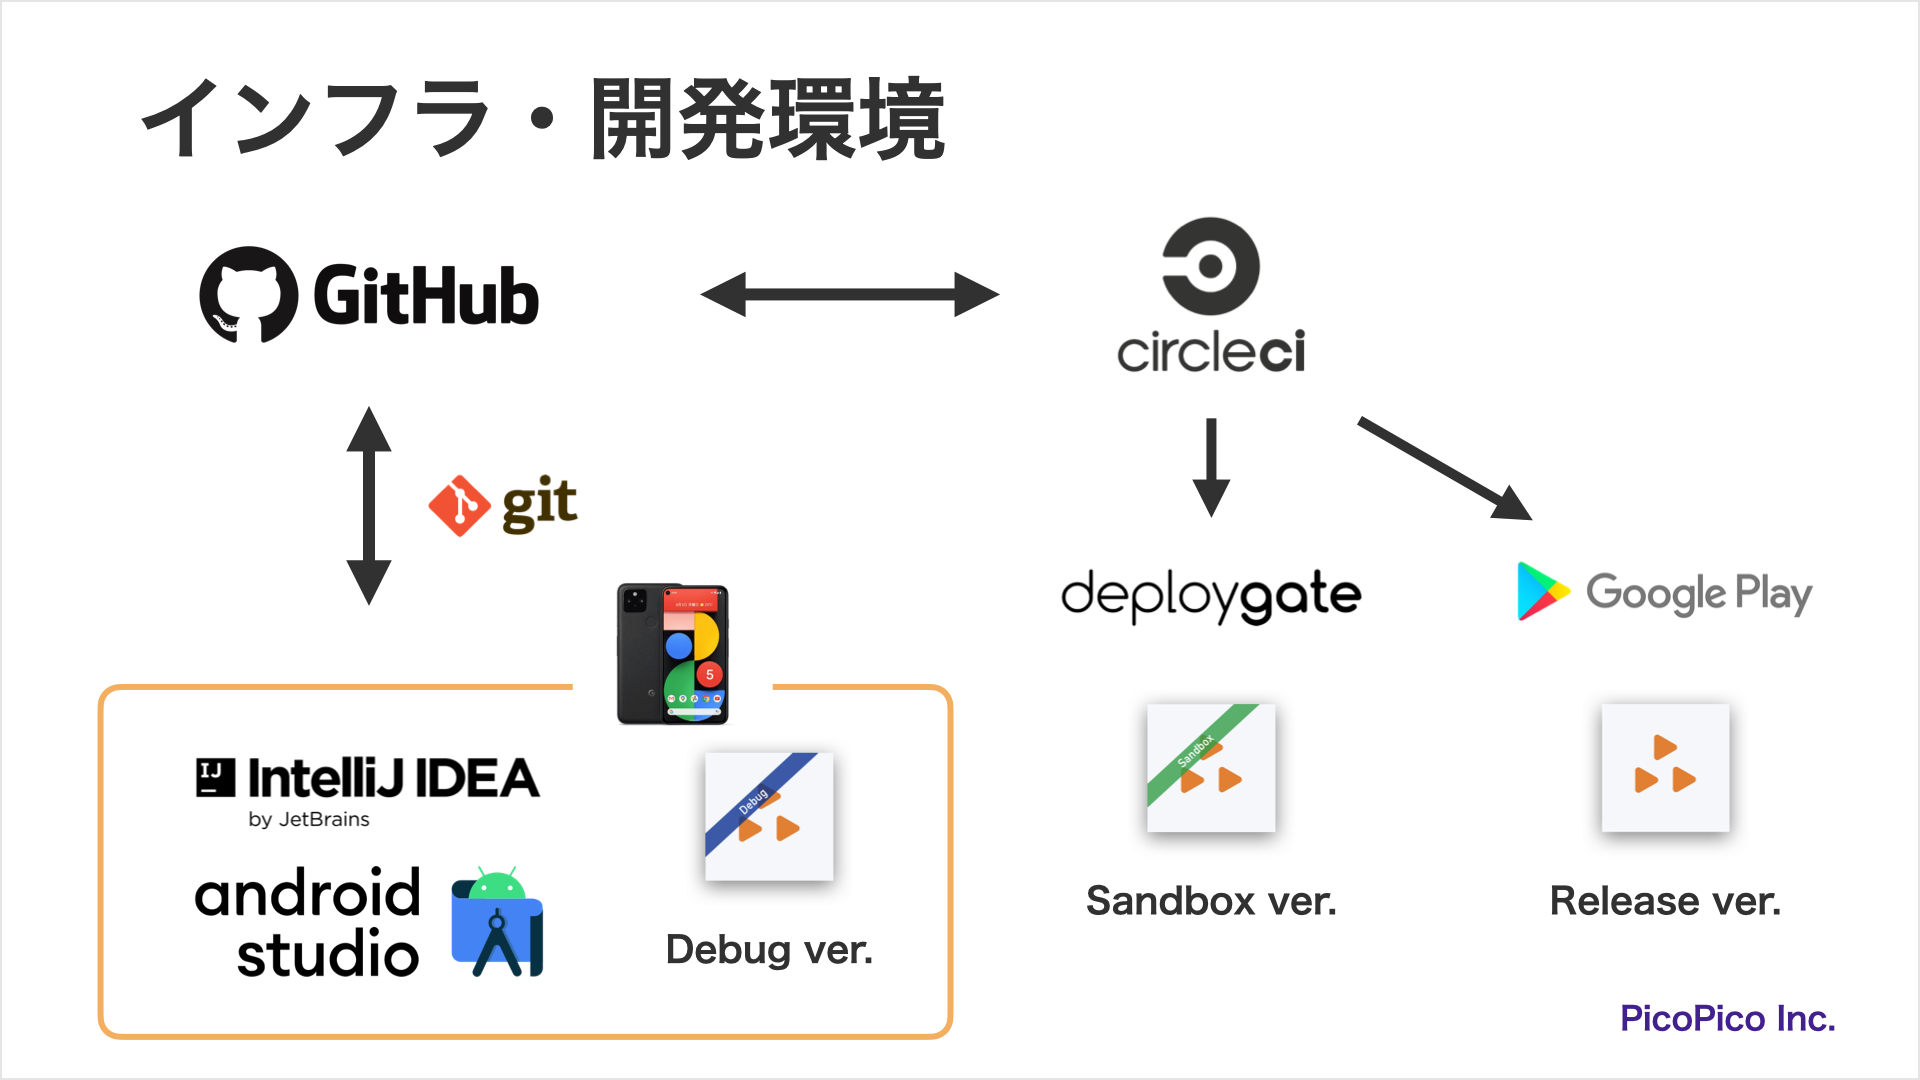 インフラ・開発環境
GitHub
circleci
git
deploygate
Google Play
5
IJ IntelliJ IDEA
by JetBrains
android
studio
Debug
Debug ver.
Sandbox
Sandbox ver.
Release ver.
PicoPico Inc.